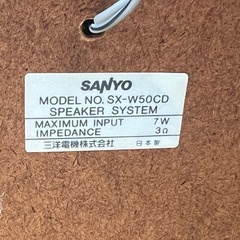 SANYO
MODEL NO. SX-W50CD
SPEAKER SYSTEM
MAXIMUM INPUT 7W
IMPEDANCE 3Ω
三洋電機株式会社 日本製